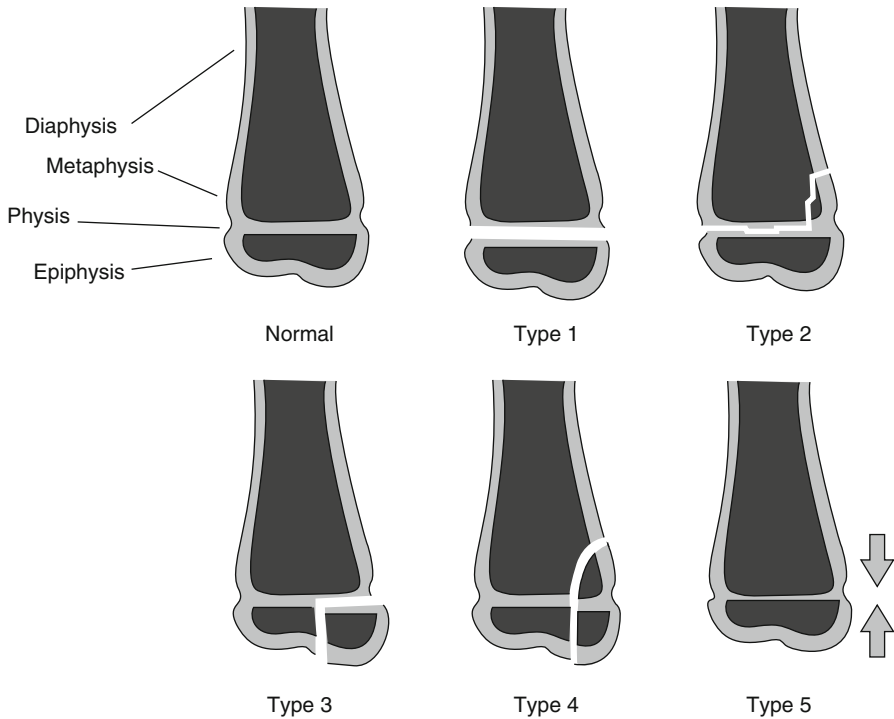 Diaphysis
Metaphysis
Physis
Epiphysis
Normal
Type 1
Type 2
Type 3
Type 4
Type 5